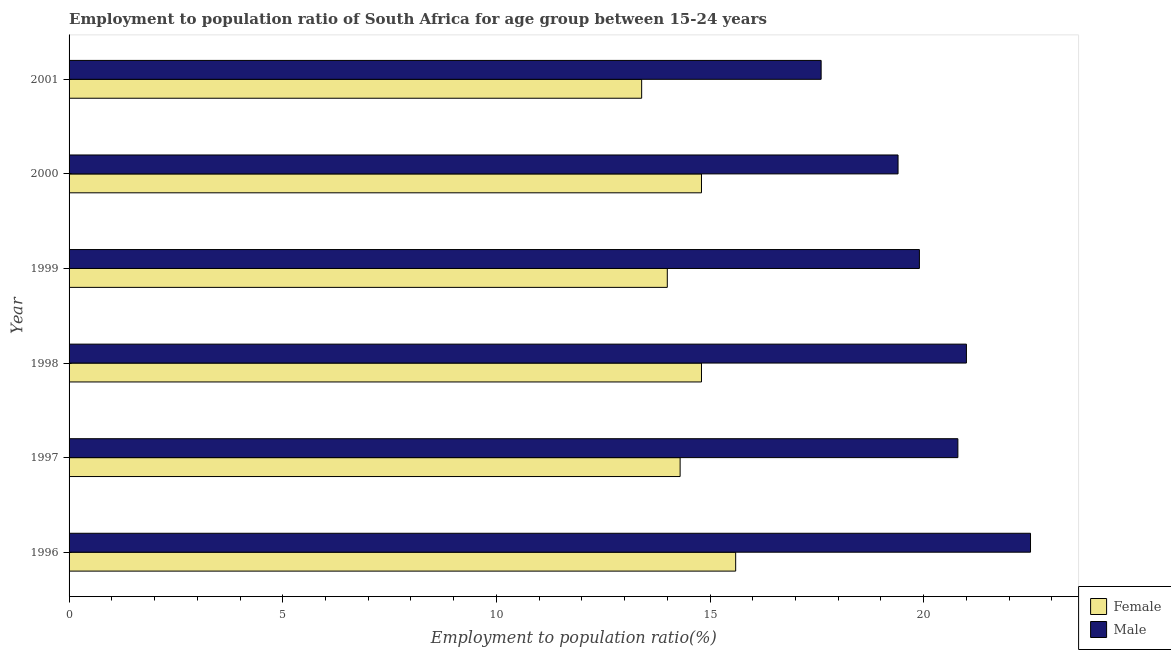 Employment to population ratio of South Africa for age group between 15-24 years
2001
2000
1999
1998
1997
1996
Year
0
5
10
15
20
Employment to population ratio(%)
Female
Male